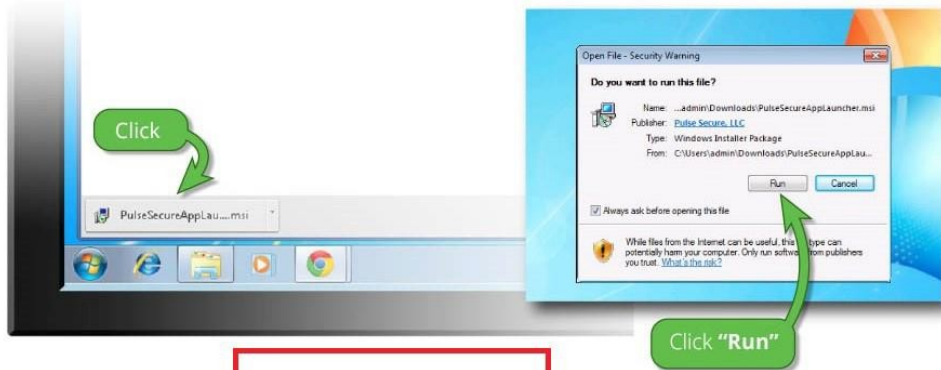 Click
PulseSecureAppLau....msi
Open File - Security Warning
Do you want to run this file?
Name: ...admin\Downloads\PulseSecureAppLauncher.msi
Publisher: Pulse Secure, LLC
Type: Windows Installer Package
From: C:\Users\admin\Downloads\PulseSecureAppLau...
Run Cancel
Always ask before opening this file
While files from the Internet can be useful, this type can
potentially harm your computer. Only run software from publishers
you trust. What's the risk?
Click "Run"